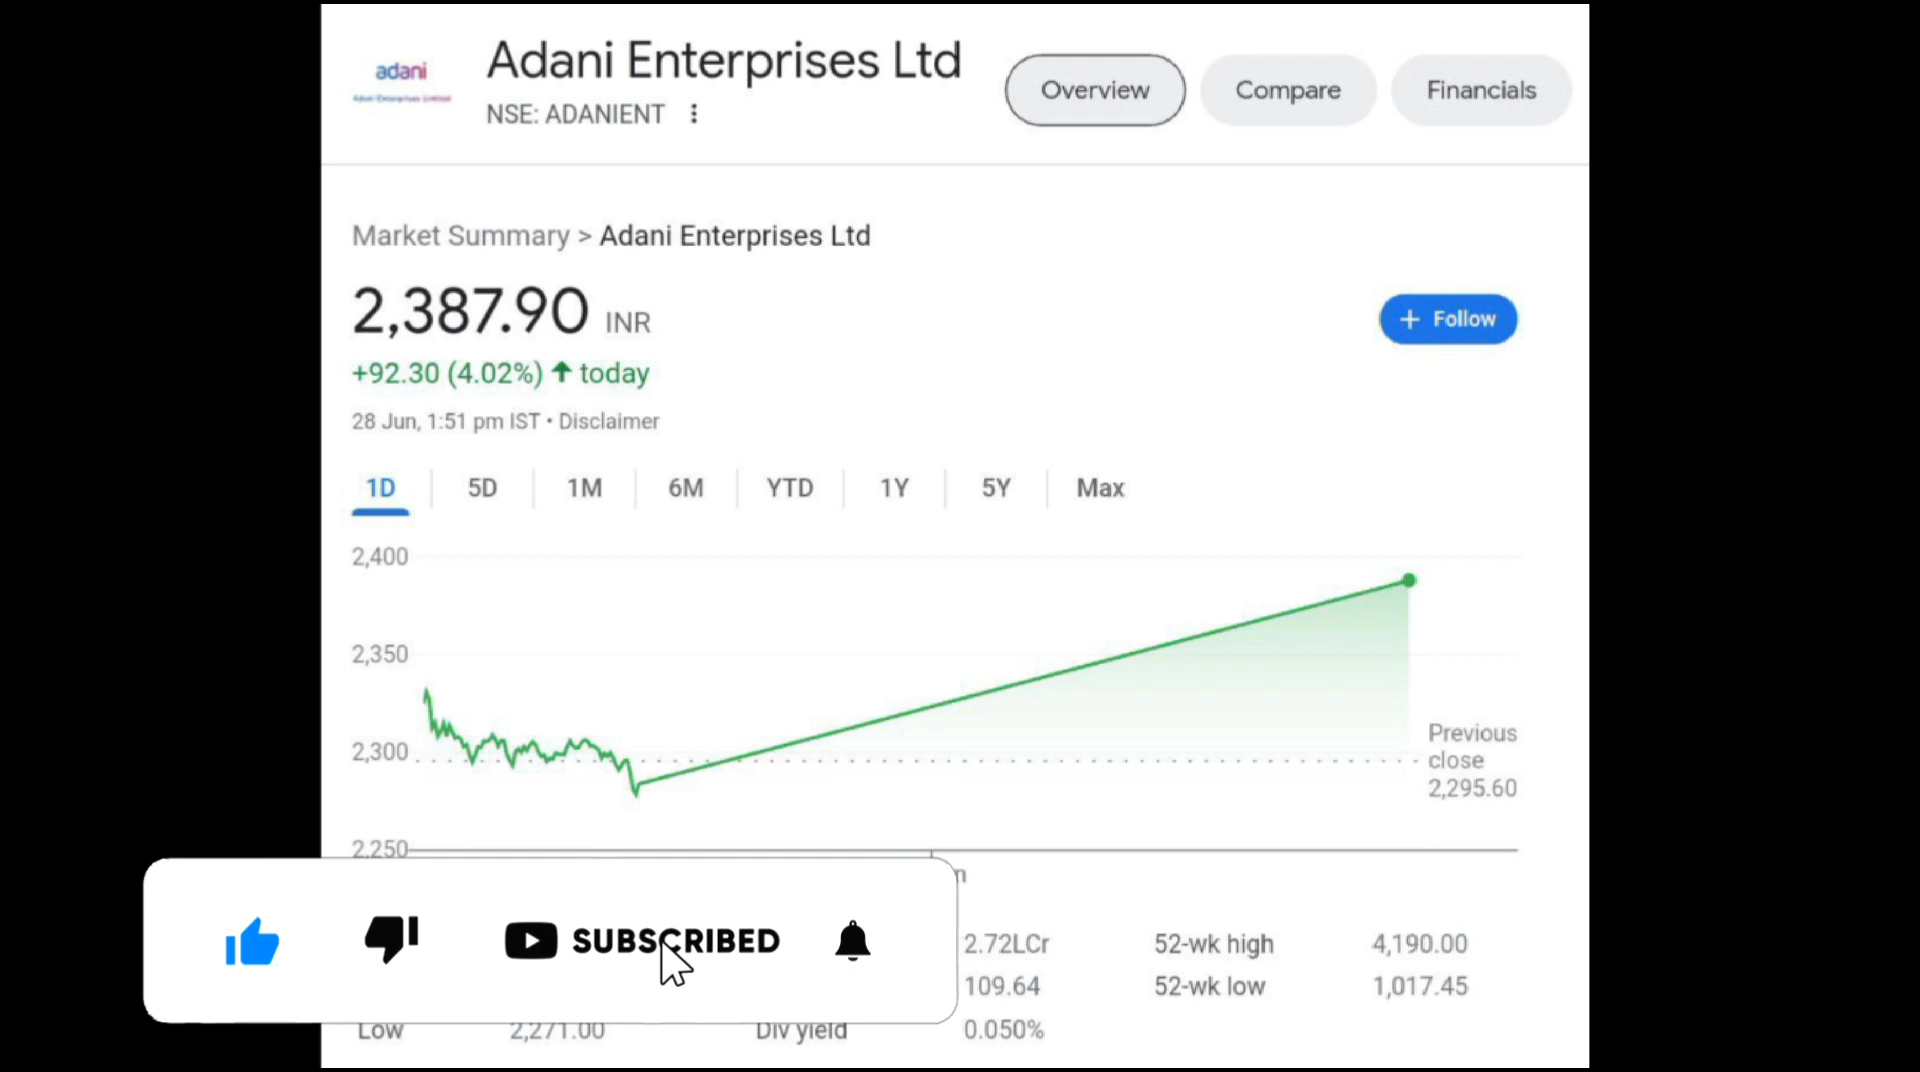 adani
Adani Enterprises Limited
Adani Enterprises Ltd
NSE: ADANIENT
Overview
Compare
Financials
Market Summary > Adani Enterprises Ltd
2,387.90 INR
+ Follow
+92.30 (4.02%) ↑ today
28 Jun, 1:51 pm IST • Disclaimer
1D 5D 1M 6M YTD 1Y 5Y Max
2,400
2,350
2,300
2,250
Previous
close
2,295.60
SUBSCRIBED
2.72LCr 52-wk high 4,190.00
109.64 52-wk low 1,017.45
Low 2,271.00 Div yield 0.050%